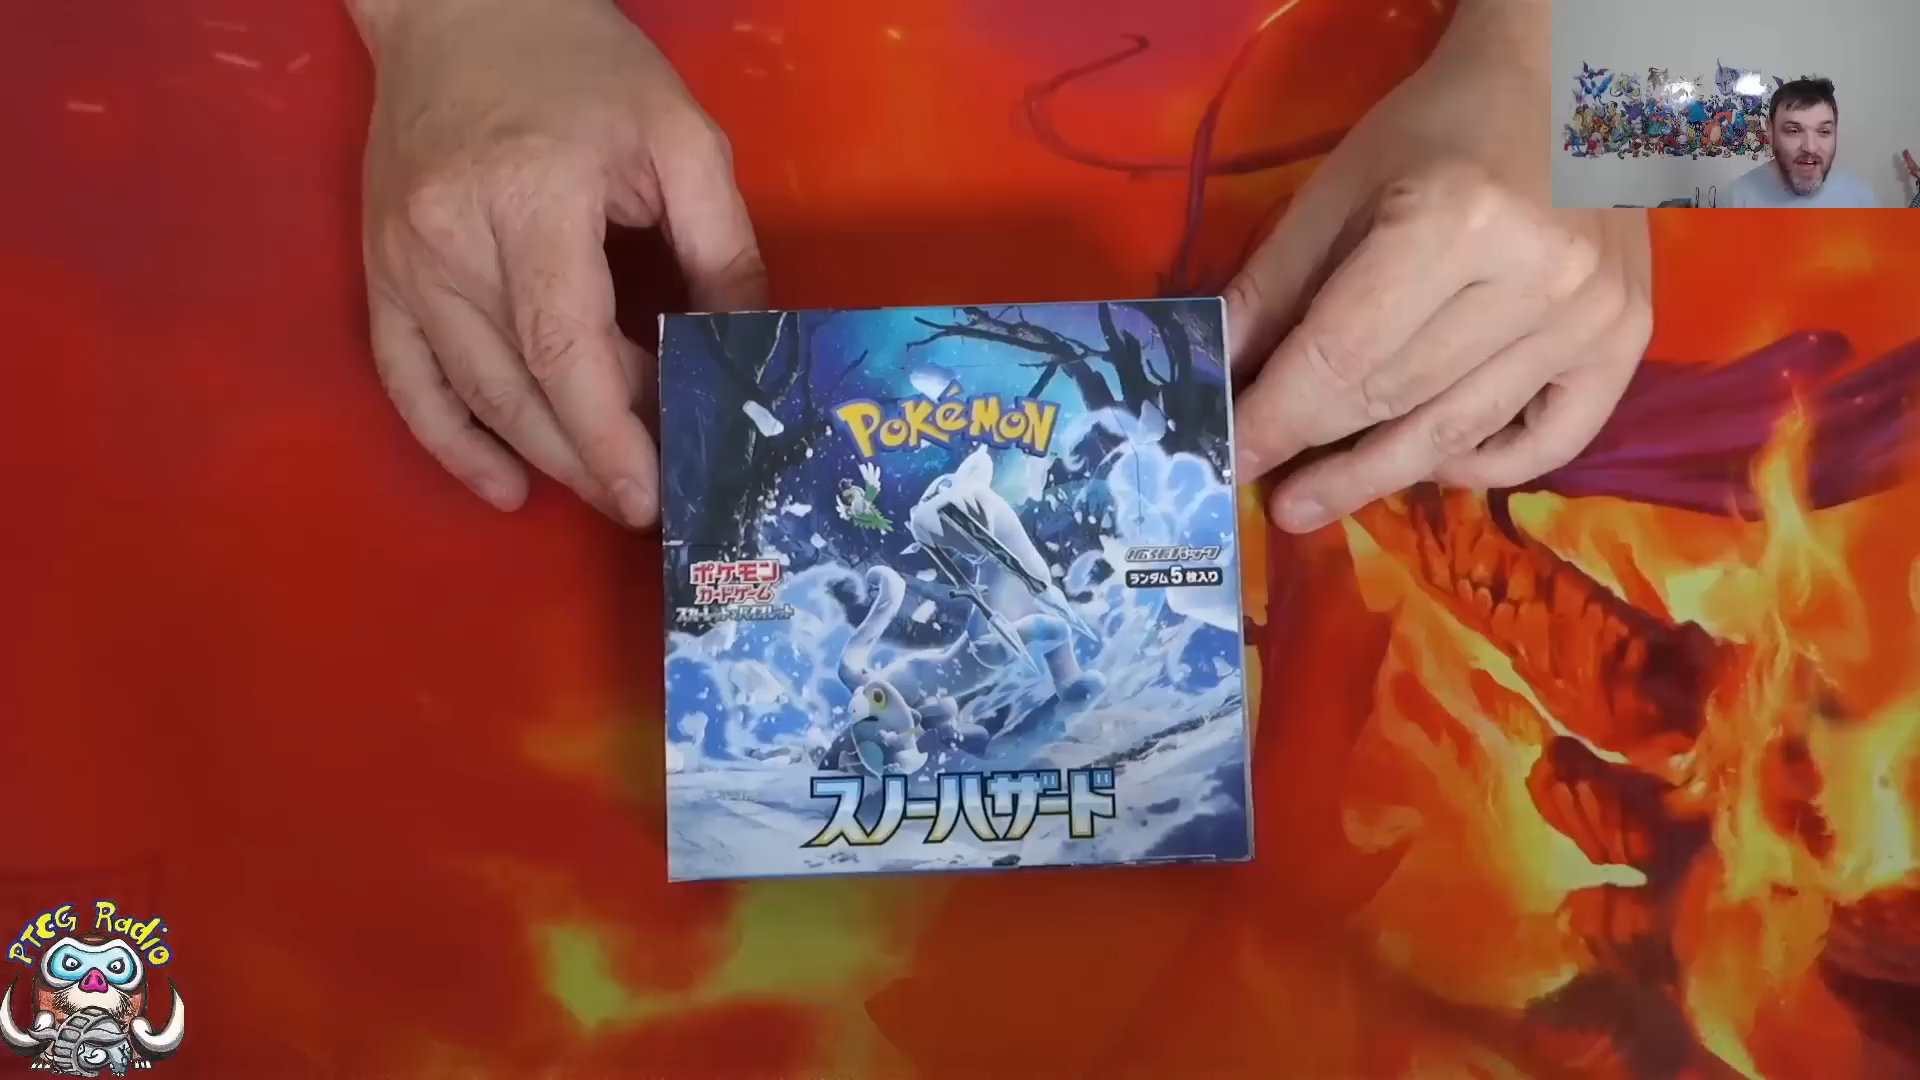 POKéMON
ポケモン
カードゲーム
スカーレット&バイオレット
拡張パック
ランダム5枚入り
スノーハザード
PTCG Radio